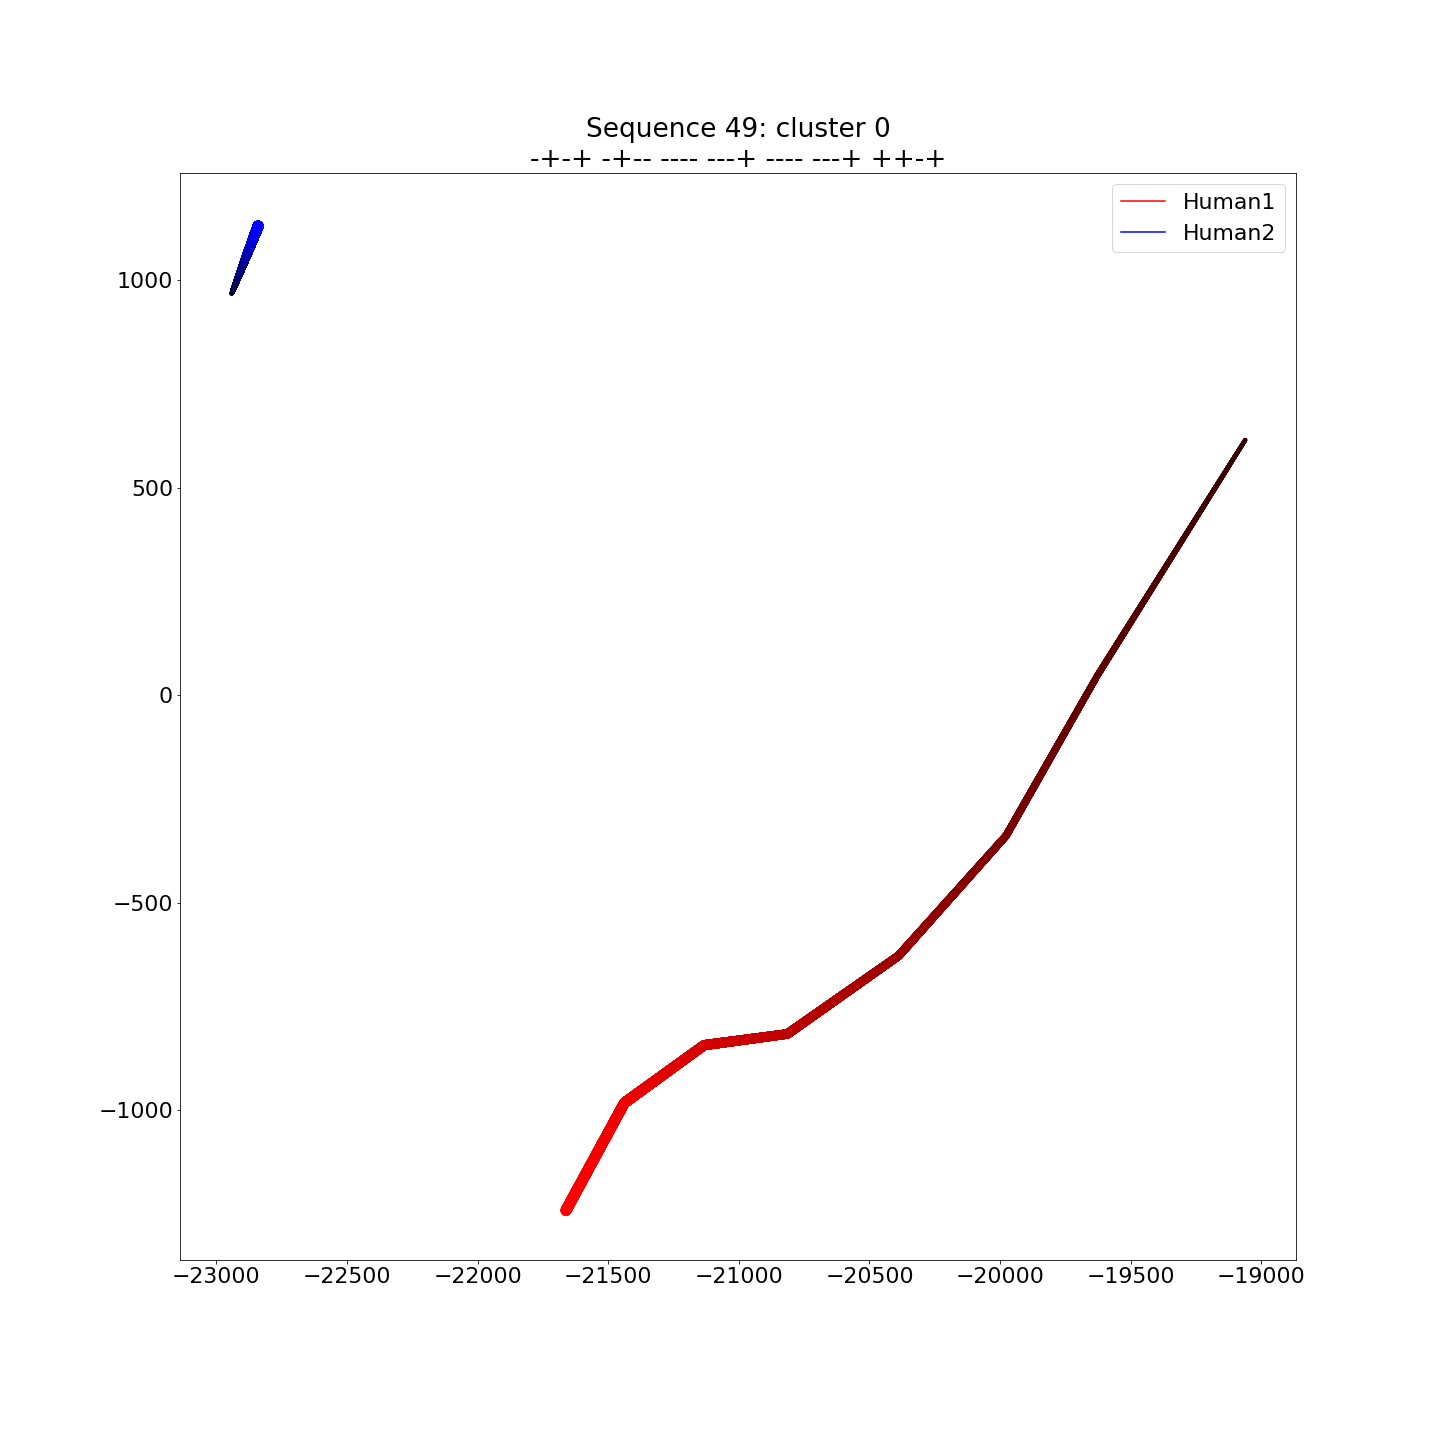 Sequence 49: cluster 0
-+-+ -+-- ---- ---+ ---- ---+ ++-+
Human1
Human2
1000
500
0
−500
−1000
−23000 −22500 −22000 −21500 −21000 −20500 −20000 −19500 −19000